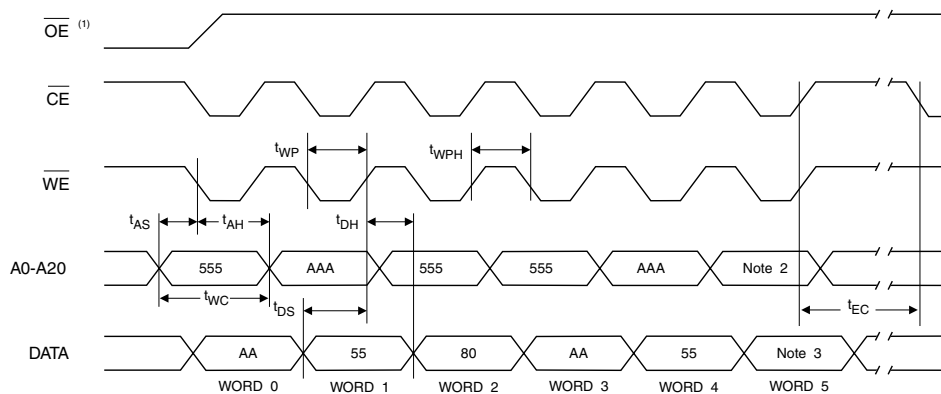 OE (1)
CE
tWP
tWPH
WE
tAS
tAH
tDH
A0-A20
555
AAA
555
555
AAA
Note 2
tWC
tDS
tEC
DATA
AA
55
80
AA
55
Note 3
WORD 0
WORD 1
WORD 2
WORD 3
WORD 4
WORD 5